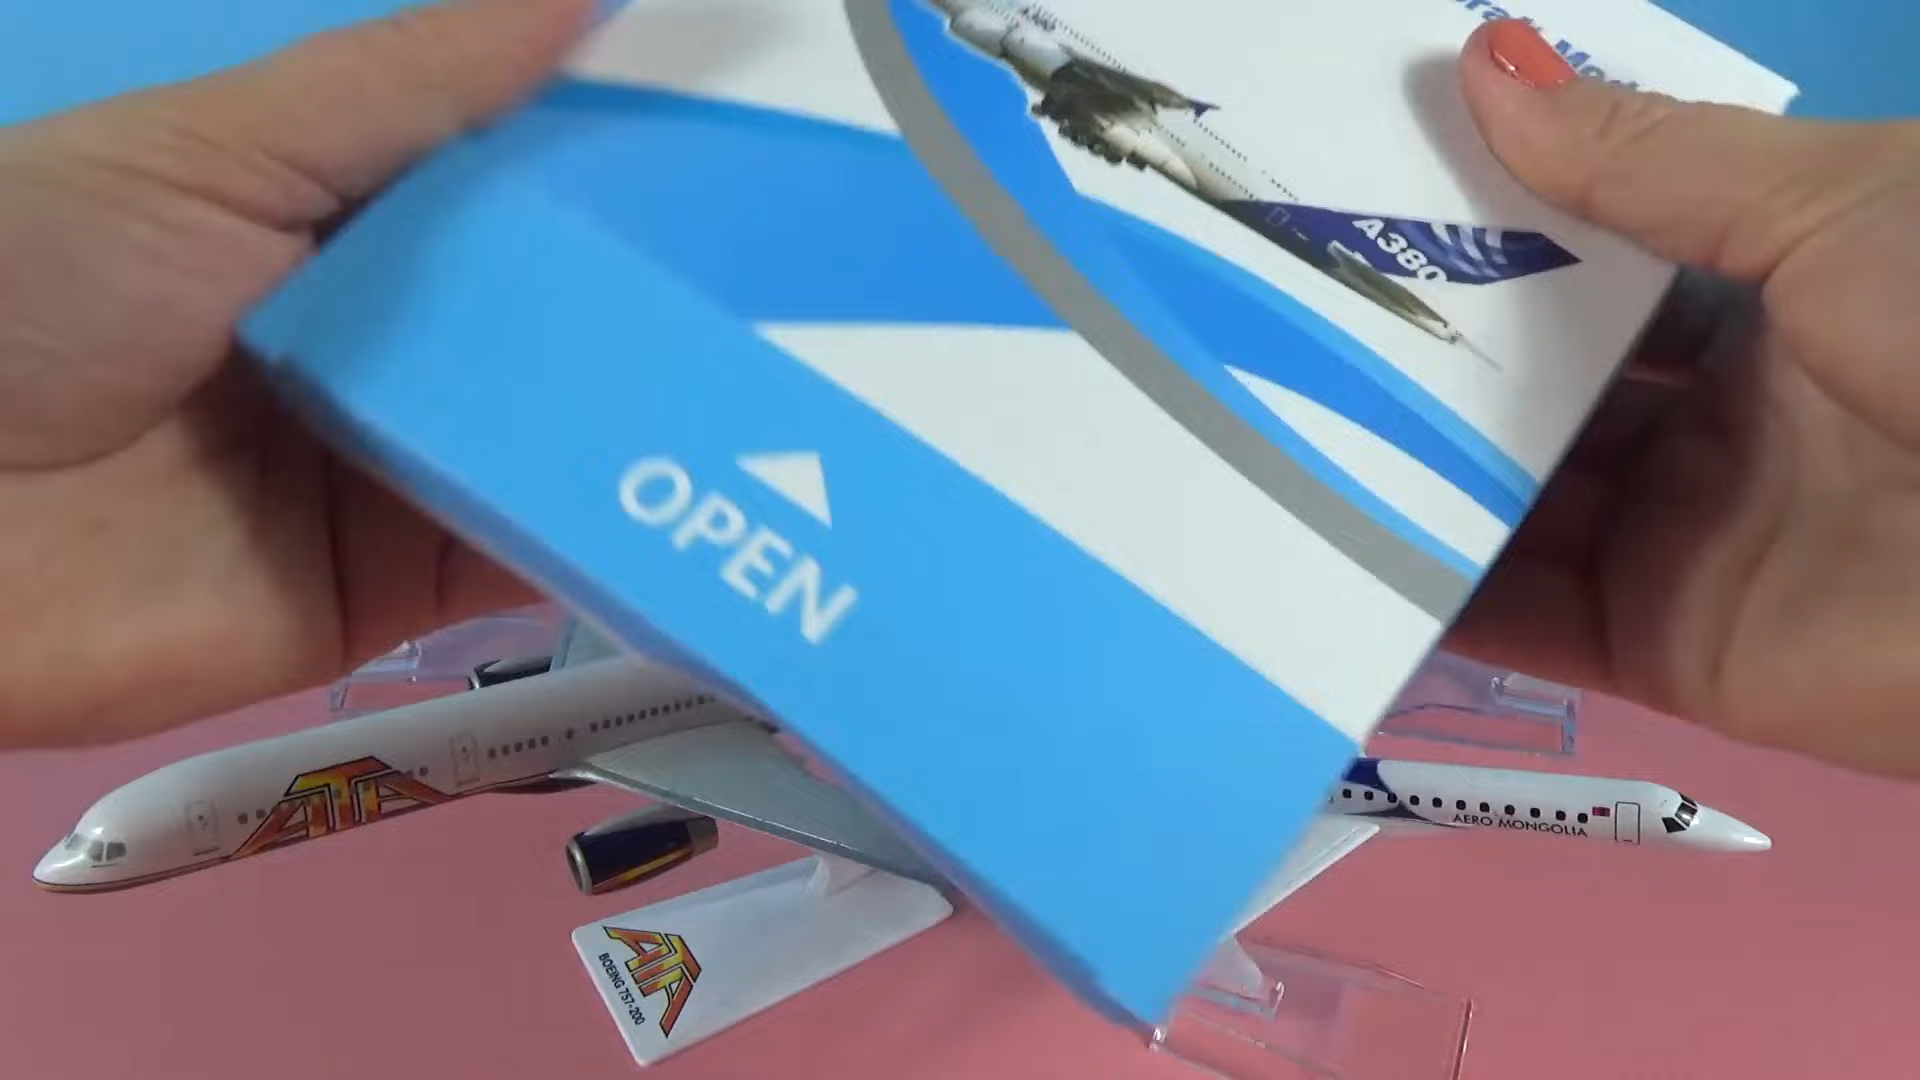 A380
OPEN
ATA
AERO MONGOLIA
ATA
BOEING 757-200